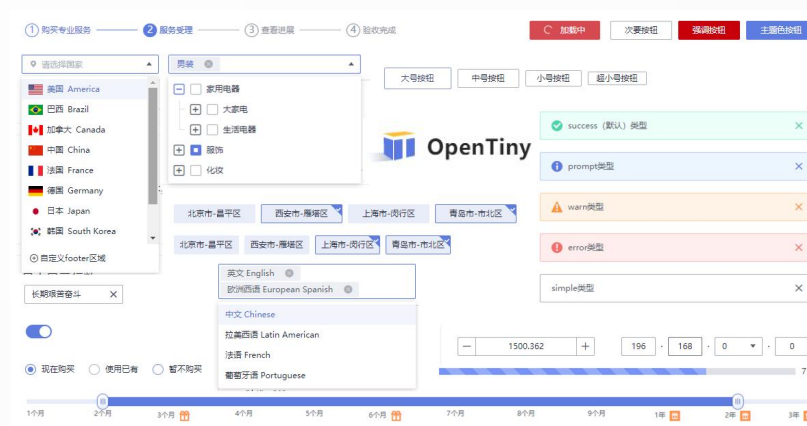 1 购买专业服务
2 服务受理
3 查看进展
4 验收完成
加载中
次要按钮
强调按钮
主题色按钮
请选择国家
男装
大号按钮
中号按钮
小号按钮
超小号按钮
美国 America
巴西 Brazil
加拿大 Canada
中国 China
法国 France
德国 Germany
日本 Japan
韩国 South Korea
自定义footer区域
家用电器
大家电
生活电器
服饰
化妆
OpenTiny
success（默认）类型
prompt类型
warn类型
error类型
simple类型
北京市-昌平区
西安市-雁塔区
上海市-闵行区
青岛市-市北区
北京市-昌平区
西安市-雁塔区
上海市-闵行区
青岛市-市北区
长期艰苦奋斗
英文 English
欧洲西语 European Spanish
中文 Chinese
拉美西语 Latin American
法语 French
葡萄牙语 Portuguese
现在购买
使用已有
暂不购买
1500.362
196 . 168 . 0 . 0
7
1个月
2个月
3个月
4个月
5个月
6个月
7个月
8个月
9个月
1年
2年
3年